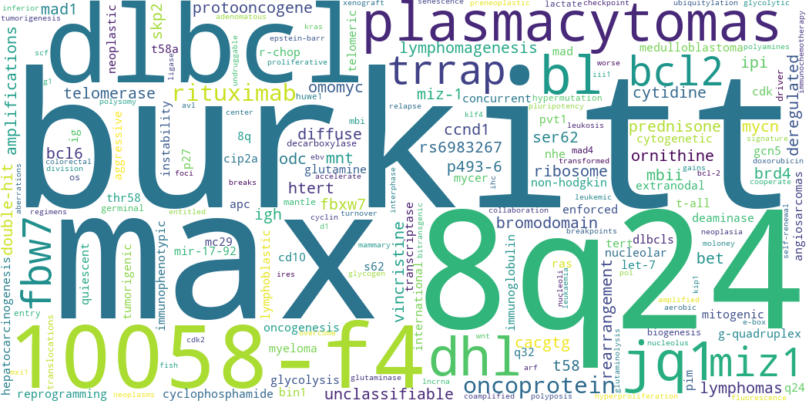 inferior
tumorigenesis
mad1
neoplastic
skp2
t58a
adenomatous
protooncogene
kras
epstein-barr
r-chop
proliferative
undruggable
telomeric
xenograft
senescence
preneoplastic
lactate
checkpoint
ubiquitylation
glycolytic
polyamines
plasmacytomas
dlbcl
scf
g1
amplifications
telomerase
polysomy
ligase
rituximab
huwe1
omomyc
lymphomagenesis
mad
medulloblastoma
trrap
bl
bcl2
ipi
worse
iii1
cdk
driver
deregulated
immunochemotherapy
miz-1
concurrent
hypermutation
pluripotency
cytidine
relapse
klf4
leukosis
pvt1
prednisone
mycn
signature
cytogenetic
gcn5
doxorubicin
burkitt
avl
center
mbi
instability
aggressive
bcl6
ig
colorectal
division
os
foci
p27
8q
cip2a
diffuse
decarboxylase
ebv
accelerate
odc
mnt
glutamine
ccnd1
rs6983267
p493-6
ser62
nhe
mad4
transformed
ribosome
mycer
non-hodgkin
ihc
ornithine
mbii
brd4
extranodal
gains
bcl-2
cooperate
double-hit
aberrations
regimens
thr58
germinal
breaks
entitled
apc
htert
mantle
fbxw7
turnover
cyclin
d1
interphase
igh
leukemic
collaboration
bitransgenic
enforced
breakpoints
bromodomain
t-all
deaminase
neoplasia
moloney
angiosarcomas
self-renewal
kip1
max
8q24
fbw7
quiescent
tumorigenic
immunophenotypic
mc29
mir-17-92
lymphoblastic
ires
cd10
glycogen
s62
mammary
vincristine
transcriptase
international
immunoglobulin
tert
dlbcls
nucleolar
let-7
bet
ras
nucleoli
leukaemia
pol
amplified
aerobic
mitogenic
e-box
hepatocarcinogenesis
entry
translocations
mxi1
10058-f4
cdk2
fish
oncogenesis
overcome
myeloma
dhl
wnt
q32
arf
cacgtg
t58
rearrangement
glutaminolysis
biogenesis
nucleolus
g-quadruplex
jq1
miz1
reprogramming
neoplasms
cyclophosphamide
glycolysis
bin1
glutaminase
lncrna
unclassifiable
oncoprotein
coamplified
polyposis
pim
hyperproliferation
lymphomas
q24
fluorescence